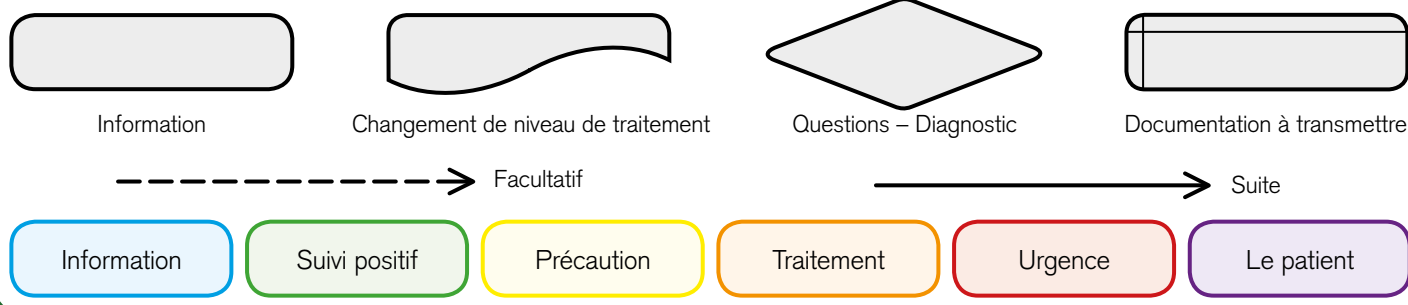 Information
Changement de niveau de traitement
Questions – Diagnostic
Documentation à transmettre
Facultatif
Suite
Information
Suivi positif
Précaution
Traitement
Urgence
Le patient